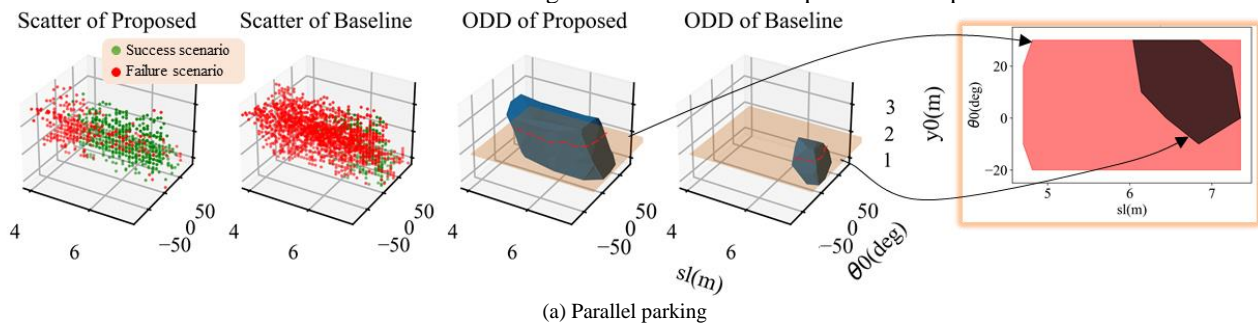 Scatter of Proposed
Scatter of Baseline
ODD of Proposed
ODD of Baseline
Success scenario
Failure scenario
4
6
−50
0
50
4
6
−50
0
50
4
6
−50
0
50
4
6
−50
0
50
sl(m)
θ0(deg)
3
2
1
y0(m)
θ0(deg)
20
0
−20
5
6
7
sl(m)
(a) Parallel parking